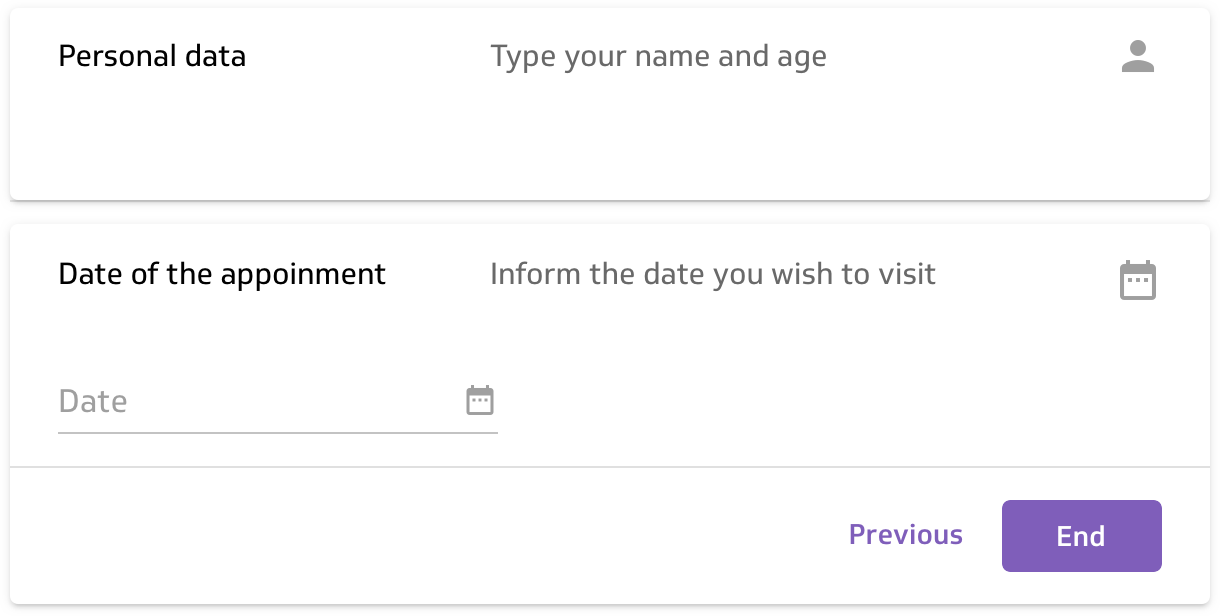 Personal data Type your name and age
Date of the appoinment Inform the date you wish to visit
Date
Previous End